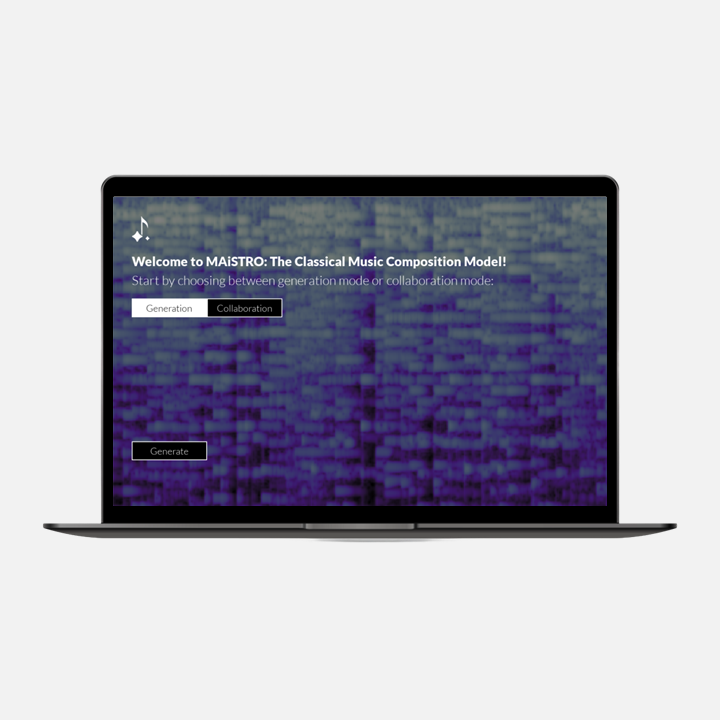 Welcome to MAiSTRO: The Classical Music Composition Model!
Start by choosing between generation mode or collaboration mode:
Generation Collaboration
Generate